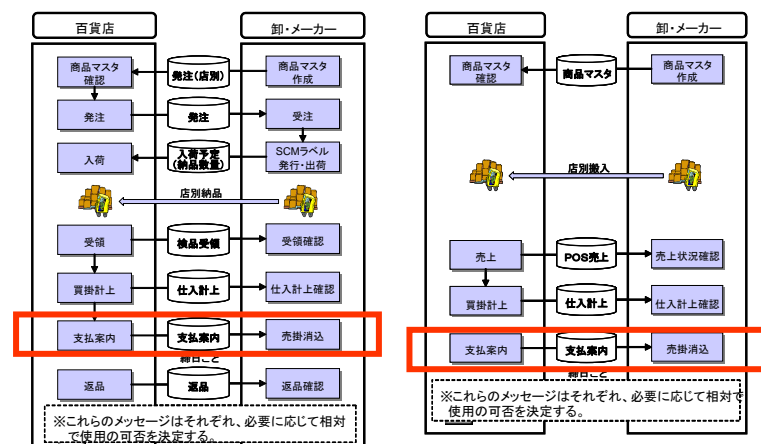 百貨店
卸・メーカー
商品マスタ
確認
発注(店別)
商品マスタ
作成
発注
発注
受注
入荷
入荷予定
(納品数量)
SCMラベル
発行・出荷
店別納品
受領
検品受領
受領確認
買掛計上
仕入計上
仕入計上確認
支払案内
支払案内
売掛消込
締日ごと
返品
返品
返品確認
※これらのメッセージはそれぞれ、必要に応じて相対
で使用の可否を決定する。
百貨店
卸・メーカー
商品マスタ
確認
商品マスタ
商品マスタ
作成
店別搬入
売上
POS売上
売上状況確認
買掛計上
仕入計上
仕入計上確認
支払案内
支払案内
売掛消込
締日ごと
※これらのメッセージはそれぞれ、必要に応じて相対で
使用の可否を決定する。